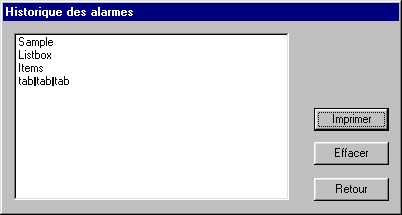 Historique des alarmes
Sample
Listbox
Items
tab|tab|tab
Imprimer
Effacer
Retour